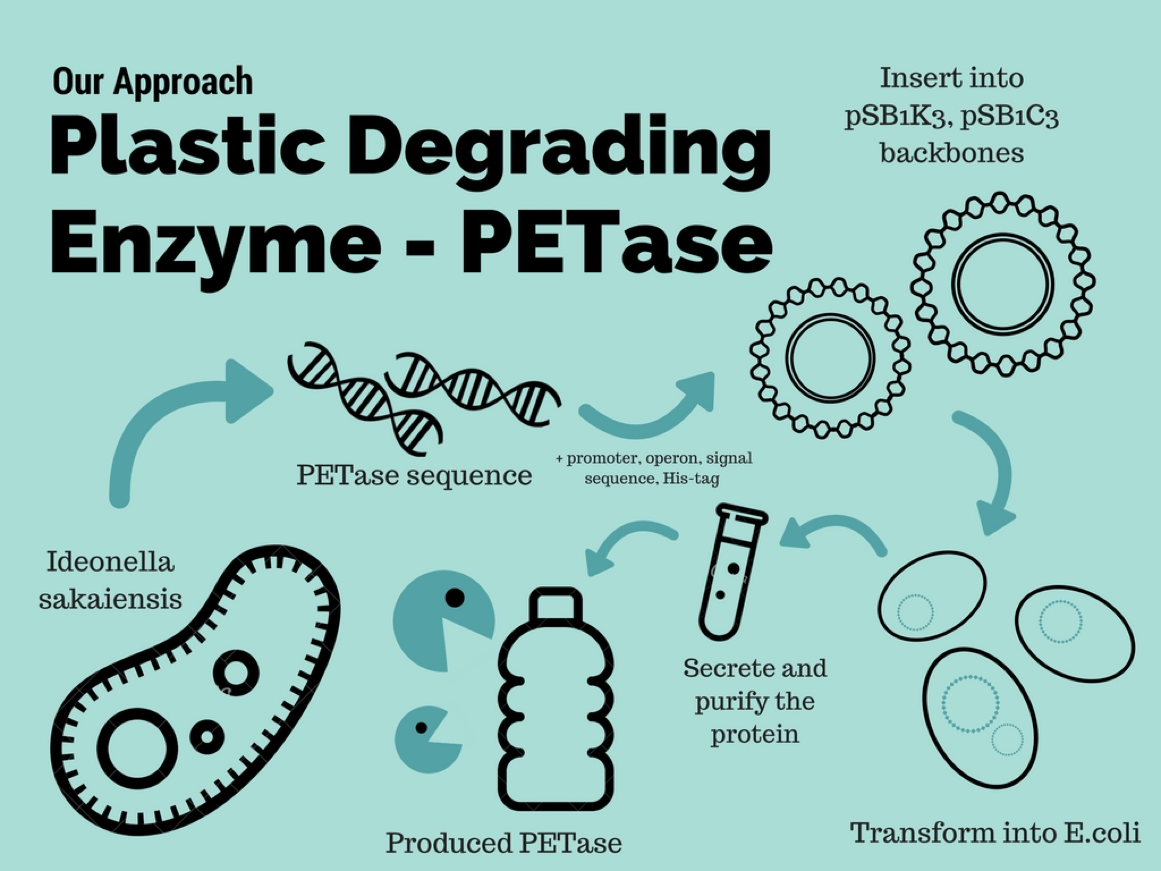 Our Approach
Plastic Degrading
Enzyme - PETase
Insert into
pSB1K3, pSB1C3
backbones
PETase sequence
+ promoter, operon, signal
sequence, His-tag
Ideonella
sakaiensis
Secrete and
purify the
protein
Produced PETase
Transform into E.coli